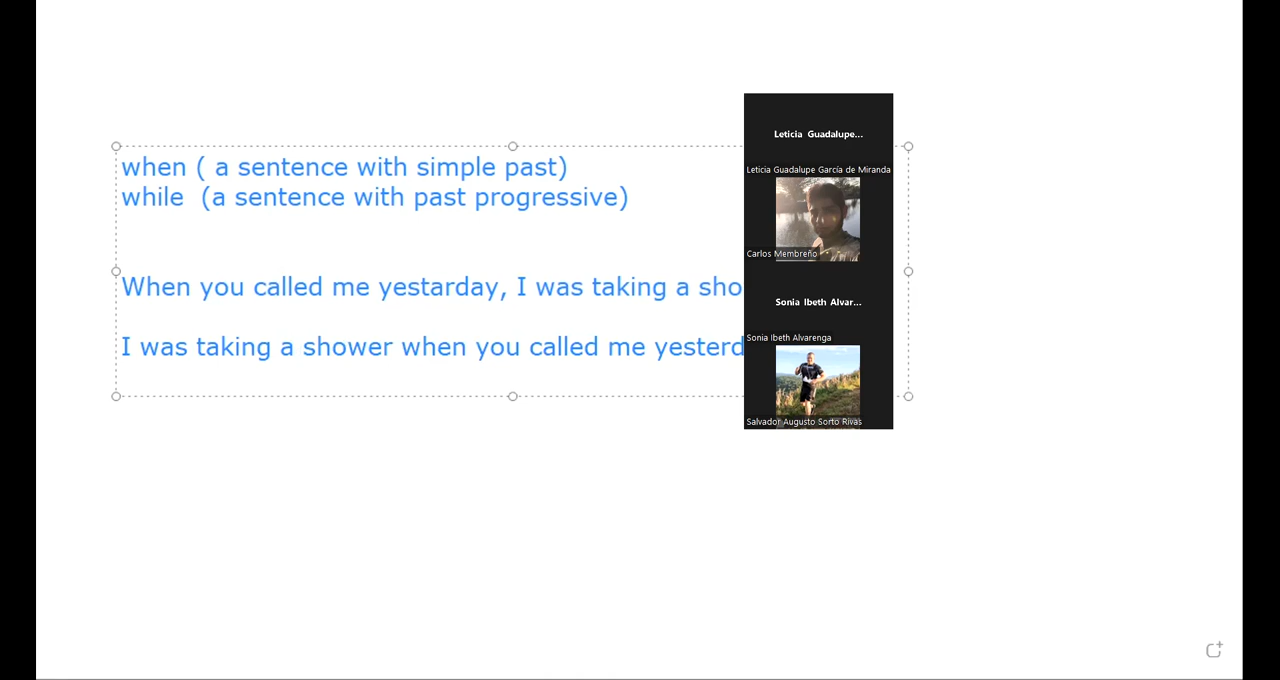 when ( a sentence with simple past)
while (a sentence with past progressive)
When you called me yestarday, I was taking a sho
I was taking a shower when you called me yesterd
Leticia Guadalupe...
Leticia Guadalupe García de Miranda
Carlos Membreño
Sonia Ibeth Alvar...
Sonia Ibeth Alvarenga
Salvador Augusto Sorto Rivas